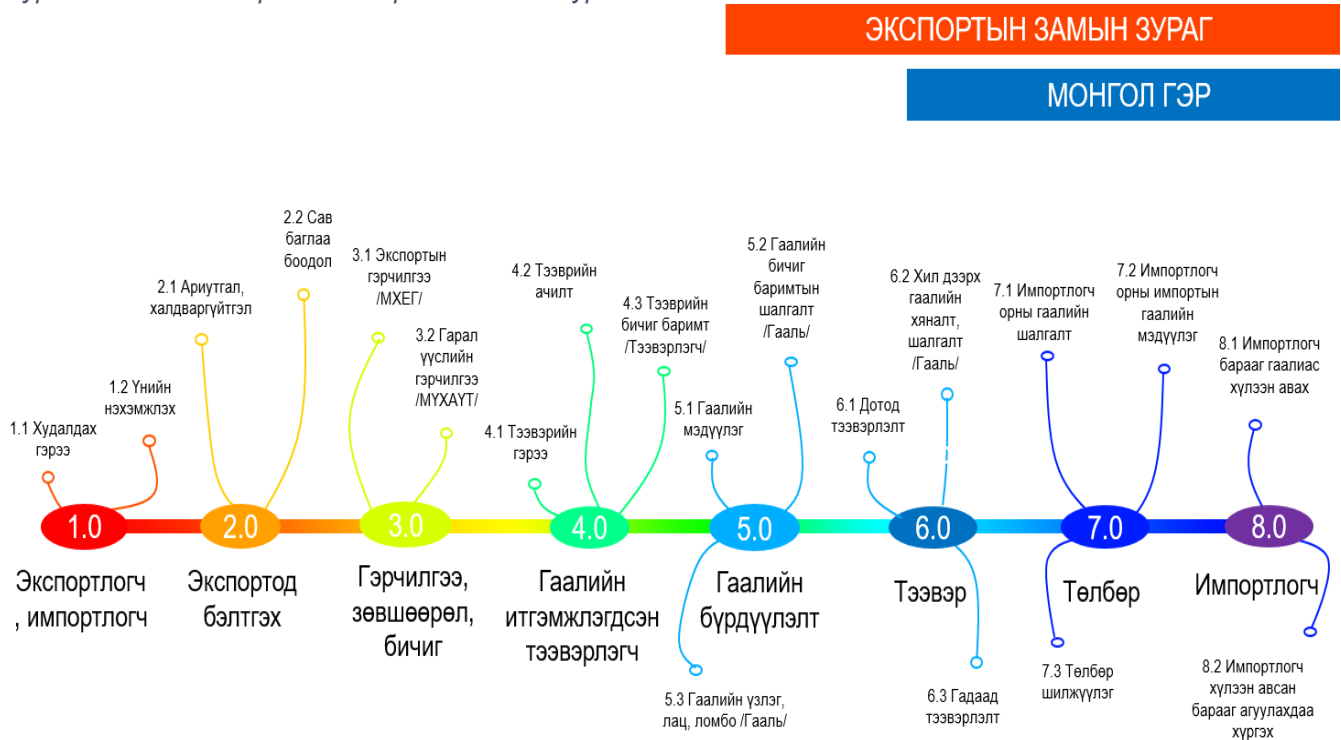 ЭКСПОРТЫН ЗАМЫН ЗУРАГ
МОНГОЛ ГЭР
1.1 Худалдах
гэрээ
1.2 Үнийн
нэхэмжлэх
2.1 Ариутгал,
халдваргүйтгэл
2.2 Сав
баглаа
боодол
3.1 Экспортын
гэрчилгээ
/МХЕГ/
3.2 Гарал
үүслийн
гэрчилгээ
/МҮХАҮТ/
4.1 Тээвэрийн
гэрээ
4.2 Тээврийн
ачилт
4.3 Тээврийн
бичиг баримт
/Тээвэрлэгч/
5.1 Гаалийн
мэдүүлэг
5.2 Гаалийн
бичиг
баримтын
шалгалт
/Гааль/
6.1 Дотод
тээвэрлэлт
6.2 Хил дээрх
гаалийн
хяналт,
шалгалт
/Гааль/
7.1 Импортлогч
орны гаалийн
шалгалт
7.2 Импортлогч
орны импортын
гаалийн
мэдүүлэг
8.1 Импортлогч
барааг гаалиас
хүлээн авах
1.0
2.0
3.0
4.0
5.0
6.0
7.0
8.0
Экспортлогч
, импортлогч
Экспортод
бэлтгэх
Гэрчилгээ,
зөвшөөрөл,
бичиг
Гаалийн
итгэмжлэгдсэн
тээвэрлэгч
Гаалийн
бүрдүүлэлт
Тээвэр
Төлбөр
Импортлогч
5.3 Гаалийн үзлэг,
лац, ломбо /Гааль/
6.3 Гадаад
тээвэрлэлт
7.3 Төлбөр
шилжүүлэг
8.2 Импортлогч
хүлээн авсан
барааг агуулахдаа
хүргэх